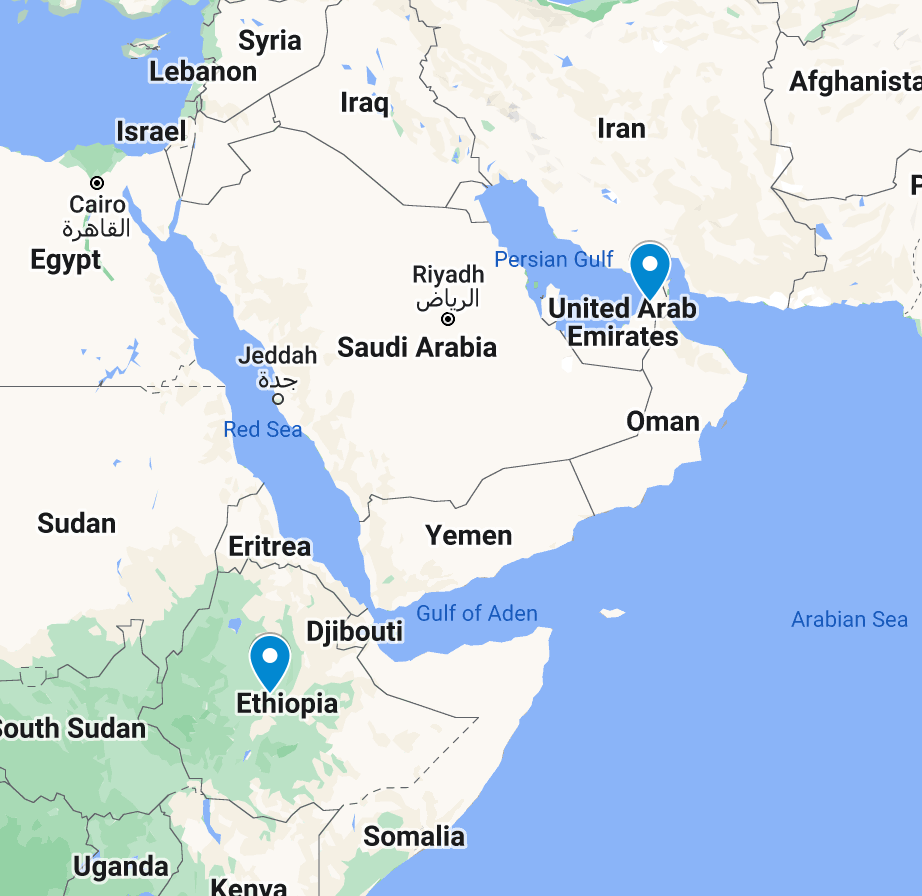 Syria
Lebanon
Afghanista
Iraq
Iran
Israel
P
Cairo
القاهرة
Egypt
Persian Gulf
Riyadh
الرياض
United Arab
Emirates
Saudi Arabia
Jeddah
جدة
Oman
Red Sea
Sudan
Yemen
Eritrea
Gulf of Aden
Arabian Sea
Djibouti
Ethiopia
South Sudan
Somalia
Uganda
Kenya